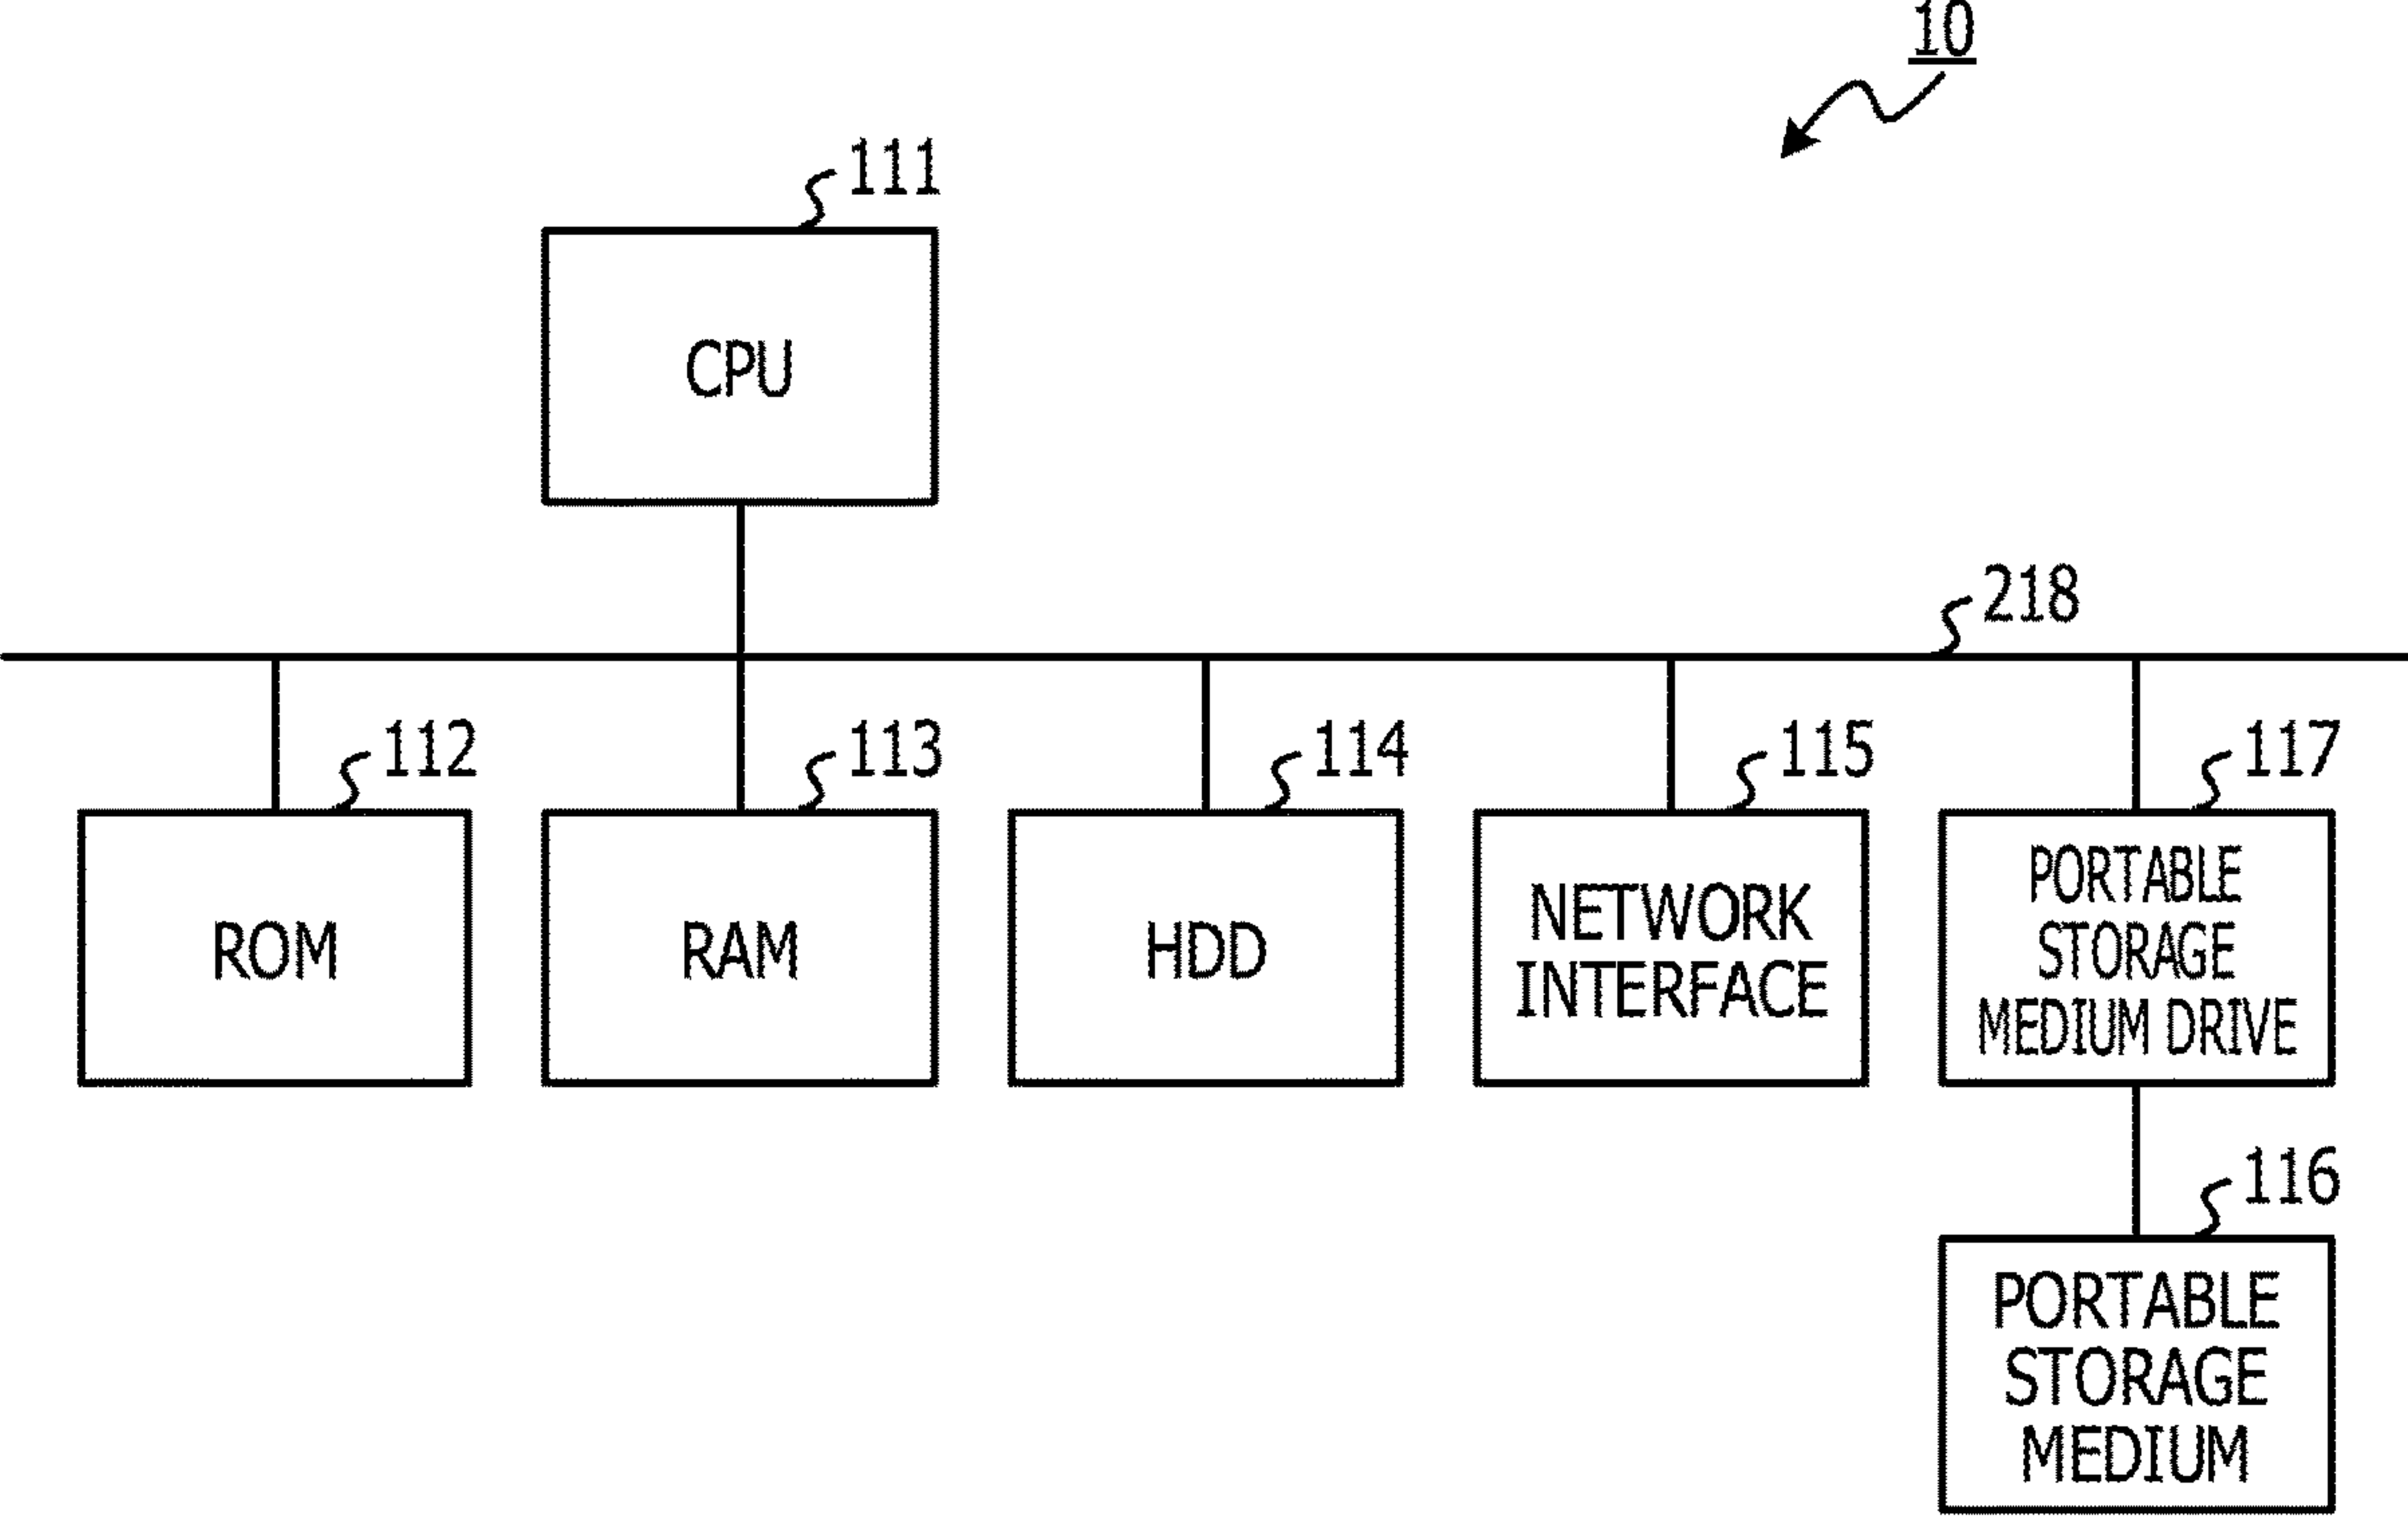 10
111
CPU
218
112
113
114
115
117
ROM
RAM
HDD
NETWORK
INTERFACE
PORTABLE
STORAGE
MEDIUM DRIVE
116
PORTABLE
STORAGE
MEDIUM